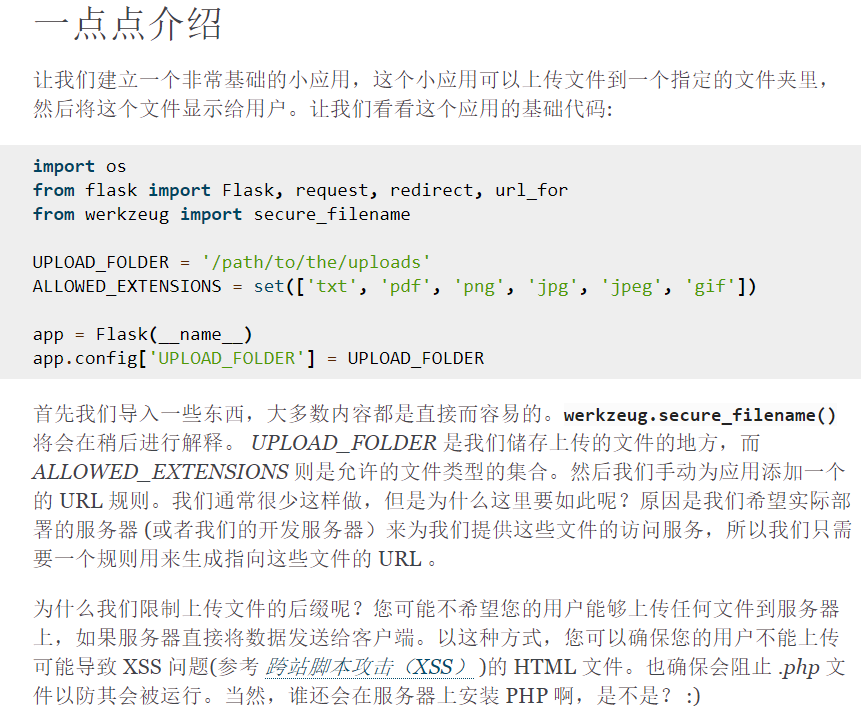 一点点介绍
让我们建立一个非常基础的小应用，这个小应用可以上传文件到一个指定的文件夹里，
然后将这个文件显示给用户。让我们看看这个应用的基础代码:
import os
from flask import Flask, request, redirect, url_for
from werkzeug import secure_filename
UPLOAD_FOLDER = '/path/to/the/uploads'
ALLOWED_EXTENSIONS = set(['txt', 'pdf', 'png', 'jpg', 'jpeg', 'gif'])
app = Flask(__name__)
app.config['UPLOAD_FOLDER'] = UPLOAD_FOLDER
首先我们导入一些东西，大多数内容都是直接而容易的。werkzeug.secure_filename()
将会在稍后进行解释。 UPLOAD_FOLDER 是我们储存上传的文件的地方，而
ALLOWED_EXTENSIONS 则是允许的文件类型的集合。然后我们手动为应用添加一个
的 URL 规则。我们通常很少这样做，但是为什么这里要如此呢？原因是我们希望实际部
署的服务器 (或者我们的开发服务器）来为我们提供这些文件的访问服务，所以我们只需
要一个规则用来生成指向这些文件的 URL 。
为什么我们限制上传文件的后缀呢？您可能不希望您的用户能够上传任何文件到服务器
上，如果服务器直接将数据发送给客户端。以这种方式，您可以确保您的用户不能上传
可能导致 XSS 问题(参考 跨站脚本攻击（XSS） )的 HTML 文件。也确保会阻止 .php 文
件以防其会被运行。当然，谁还会在服务器上安装 PHP 啊，是不是？ :)